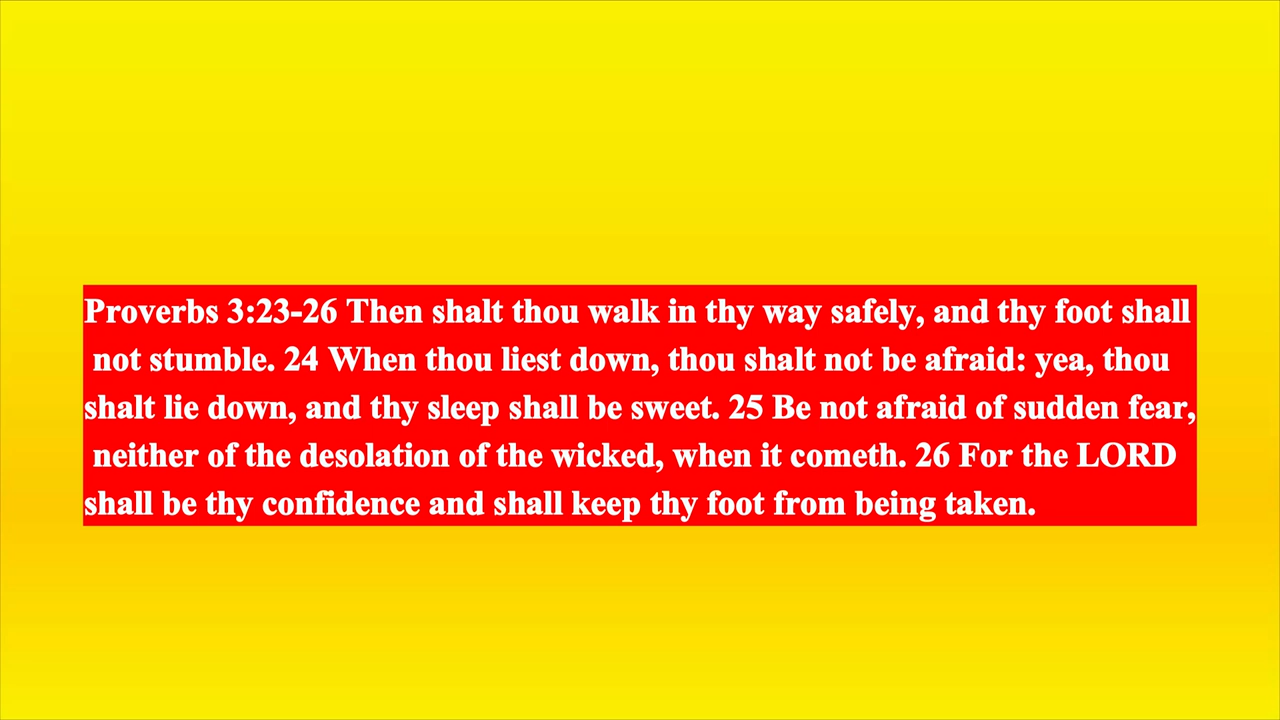 Proverbs 3:23-26 Then shalt thou walk in thy way safely, and thy foot shall
not stumble. 24 When thou liest down, thou shalt not be afraid: yea, thou
shalt lie down, and thy sleep shall be sweet. 25 Be not afraid of sudden fear,
neither of the desolation of the wicked, when it cometh. 26 For the LORD
shall be thy confidence and shall keep thy foot from being taken.